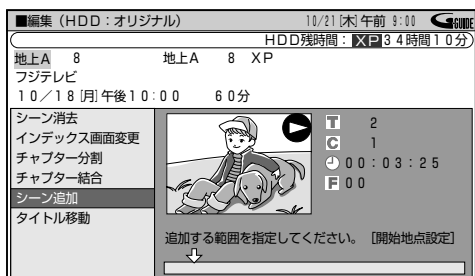 ■編集（HDD：オリジナル） 10/21[木]午前 9:00 GGUIDE
HDD残時間：XP34時間10分
地上A 8 地上A 8 XP
フジテレビ
10／18[月]午後10：00 60分
シーン消去
インデックス画面変更
チャプター分割
チャプター結合
シーン追加
タイトル移動
T 2
C 1
00：03：25
F 00
追加する範囲を指定してください。［開始地点設定］